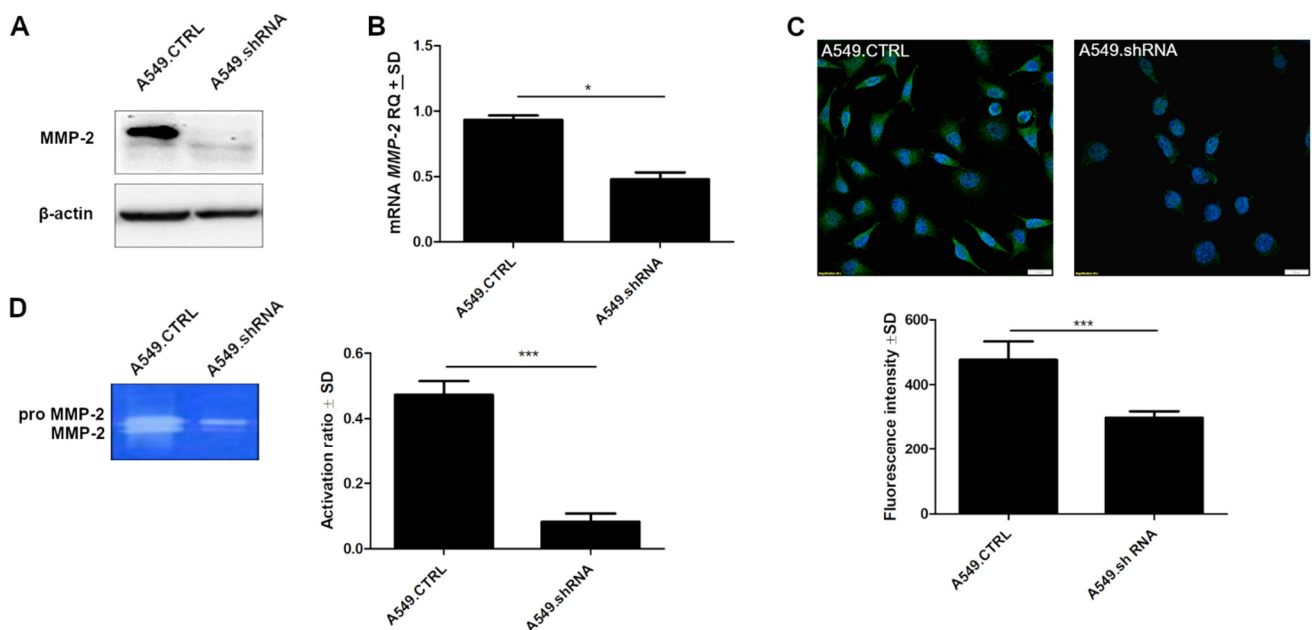 A
A549.CTRL
A549.shRNA
MMP-2
β-actin
B
mRNA MMP-2 RQ ± SD
1.5
1.0
0.5
0.0
*
A549.CTRL
A549.shRNA
C
A549.CTRL
A549.shRNA
Fluorescence intensity ±SD
600
400
200
0
***
A549.CTRL
A549.sh RNA
D
A549.CTRL
A549.shRNA
pro MMP-2
MMP-2
Activation ratio ± SD
0.6
0.4
0.2
0.0
***
A549.CTRL
A549.shRNA